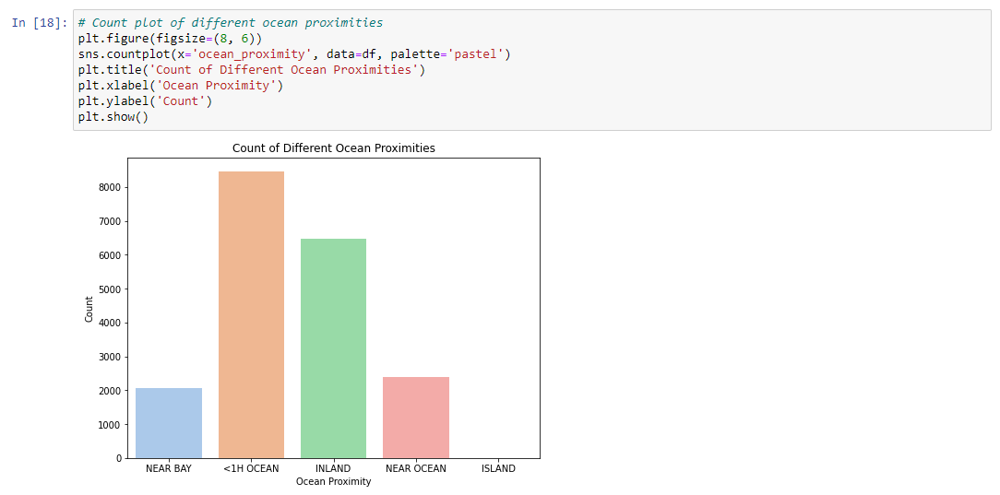 In [18]: # Count plot of different ocean proximities
plt.figure(figsize=(8, 6))
sns.countplot(x='ocean_proximity', data=df, palette='pastel')
plt.title('Count of Different Ocean Proximities')
plt.xlabel('Ocean Proximity')
plt.ylabel('Count')
plt.show()
Count of Different Ocean Proximities
8000
7000
6000
5000
4000
3000
2000
1000
0
Count
NEAR BAY <1H OCEAN INLAND NEAR OCEAN ISLAND
Ocean Proximity